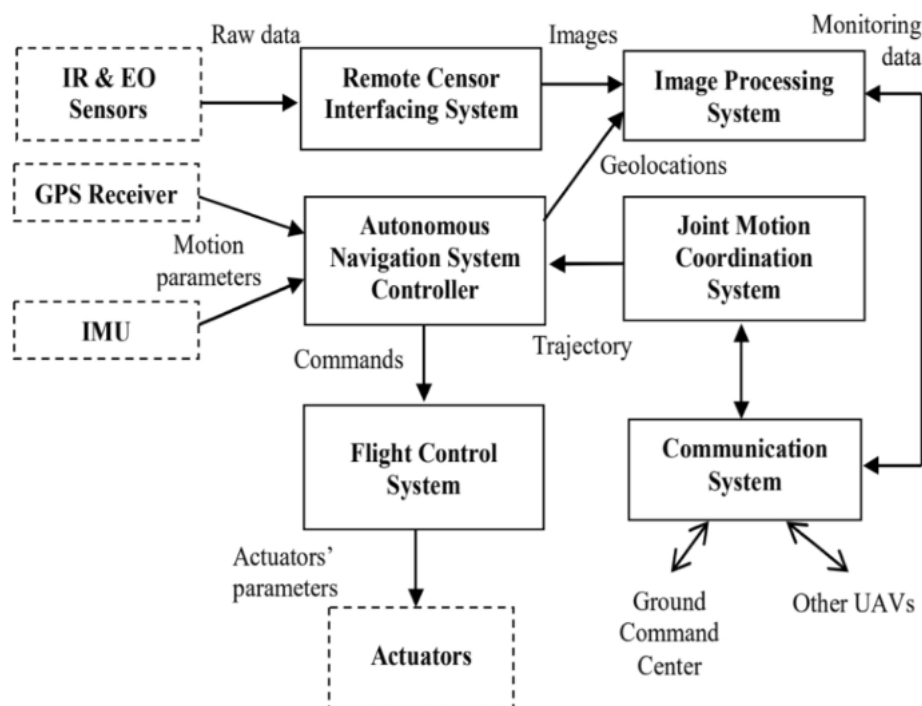 Raw data
Images
Monitoring
data
IR & EO
Sensors
Remote Censor
Interfacing System
Image Processing
System
Geolocations
GPS Receiver
Motion
parameters
Autonomous
Navigation System
Controller
Joint Motion
Coordination
System
IMU
Commands
Trajectory
Flight Control
System
Communication
System
Actuators’
parameters
Ground
Command
Center
Other UAVs
Actuators